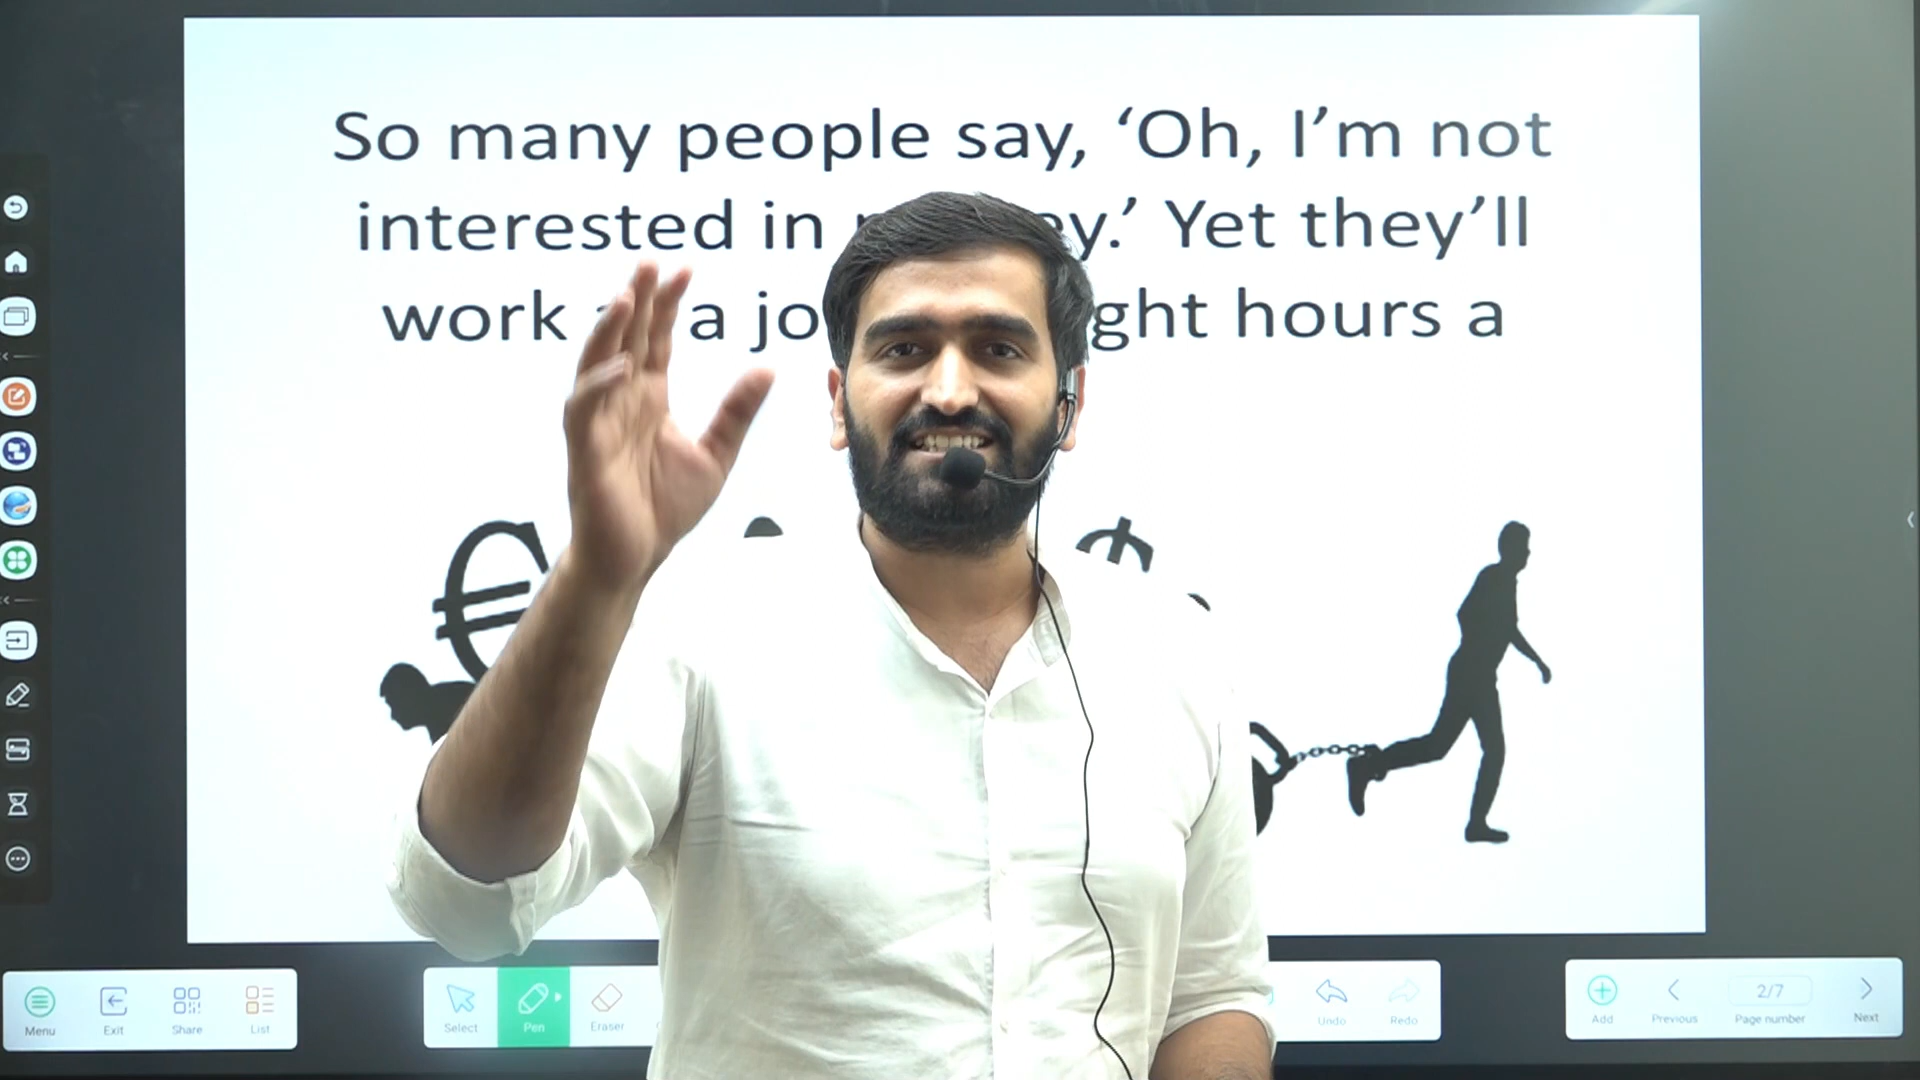 So many people say, ‘Oh, I’m not
interested in ey.’ Yet they’ll
work a jo ght hours a
Menu
Exit
Share
List
Select
Pen
Eraser
Undo
Redo
Add
Previous
2/7
Page number
Next